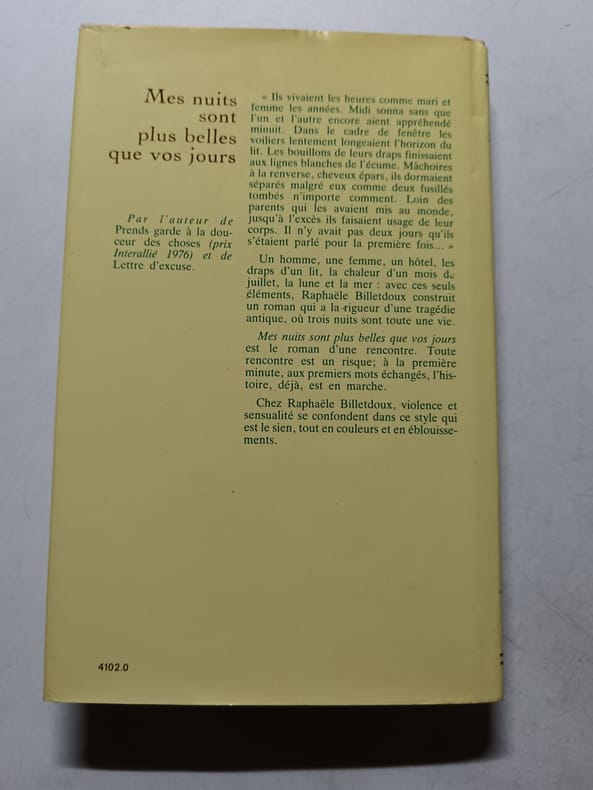 Mes nuits
sont
plus belles
que vos jours
Par l'auteur de
Prends garde à la dou-
ceur des choses (prix
Interallié 1976) et de
Lettre d'excuse.
« Ils vivaient les heures comme mari et
femme les années. Midi sonna sans que
l'un et l'autre encore aient appréhendé
minuit. Dans le cadre de fenêtre les
voiliers lentement longeaient l'horizon du
lit. Les bouillons de leurs draps finissaient
aux lignes blanches de l'écume. Mâchoires
à la renverse, cheveux épars, ils dormaient
séparés malgré eux comme deux fusillés
tombés n'importe comment. Loin des
parents qui les avaient mis au monde,
jusqu'à l'excès ils faisaient usage de leur
corps. Il n'y avait pas deux jours qu'ils
s'étaient parlé pour la première fois... »
Un homme, une femme, un hôtel, les
draps d'un lit, la chaleur d'un mois de
juillet, la lune et la mer : avec ces seuls
éléments, Raphaële Billetdoux construit
un roman qui a la rigueur d'une tragédie
antique, où trois nuits sont toute une vie.
Mes nuits sont plus belles que vos jours
est le roman d'une rencontre. Toute
rencontre est un risque; à la première
minute, aux premiers mots échangés, l'his-
toire, déjà, est en marche.
Chez Raphaële Billetdoux, violence et
sensualité se confondent dans ce style qui
est le sien, tout en couleurs et en éblouisse-
ments.
4102.0